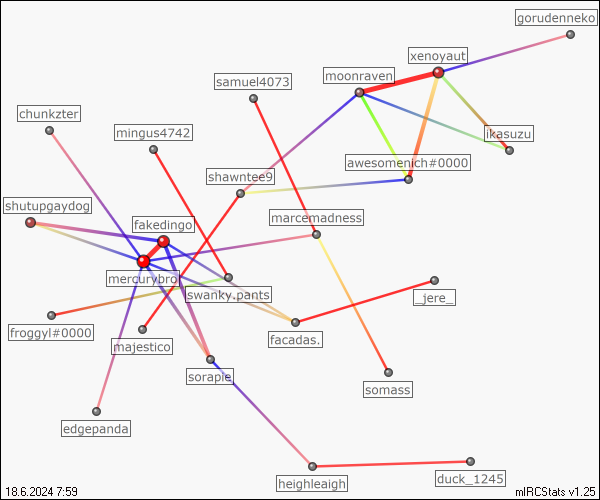 gorudenneko
xenoyaut
moonraven
samuel4073
chunkzter
mingus4742
ikasuzu
awesomenich#0000
shawntee9
shutupgaydog
marcemadness
fakedingo
mercurybro
swanky.pants
_jere_
froggyl#0000
facadas.
majestico
sorapie
somass
edgepanda
heighleaigh
duck_1245
18.6.2024 7:59
mIRCStats v1.25